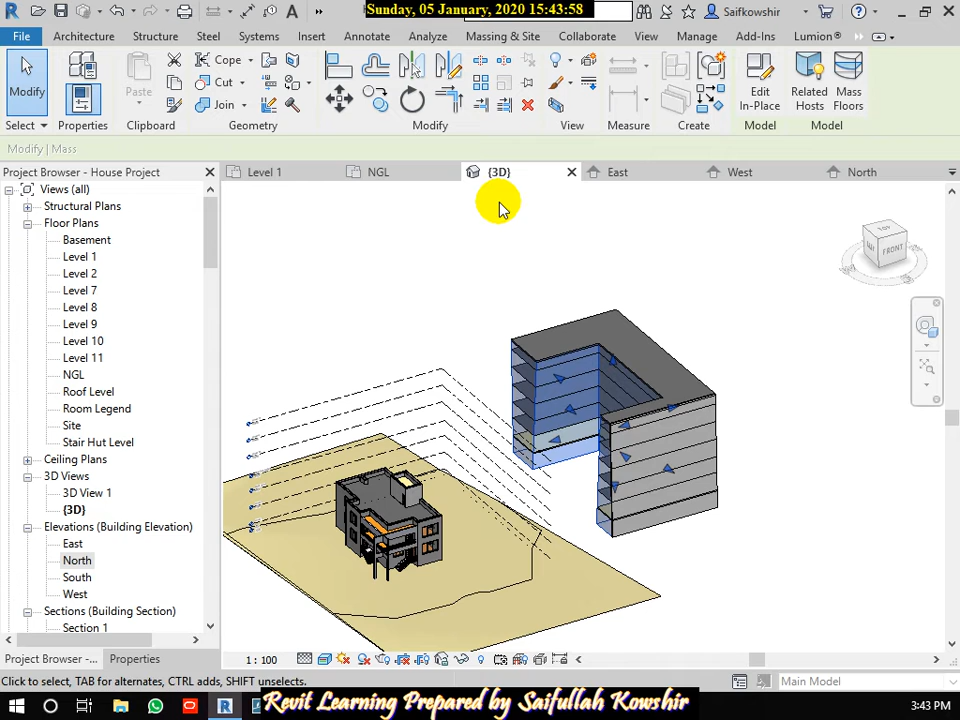 Sunday, 05 January, 2020 15:43:58
Saifkowshir
File Architecture Structure Steel Systems Insert Annotate Analyze Massing & Site Collaborate View Manage Add-Ins Lumion®
Modify
Paste
Cope
Cut
Join
Edit In-Place
Related Hosts
Mass Floors
Select Properties Clipboard Geometry Modify View Measure Create Model Model
Modify | Mass
Project Browser - House Project
Level 1 NGL {3D} East West North
Views (all)
Structural Plans
Floor Plans
Basement
Level 1
Level 2
Level 7
Level 8
Level 9
Level 10
Level 11
NGL
Roof Level
Room Legend
Site
Stair Hut Level
Ceiling Plans
3D Views
3D View 1
{3D}
Elevations (Building Elevation)
East
North
South
West
Sections (Building Section)
Section 1
TOP
FRONT
Project Browser -... Properties
1 : 100
Click to select, TAB for alternates, CTRL adds, SHIFT unselects.
Main Model
Revit Learning Prepared by Saifullah Kowshir
3:43 PM